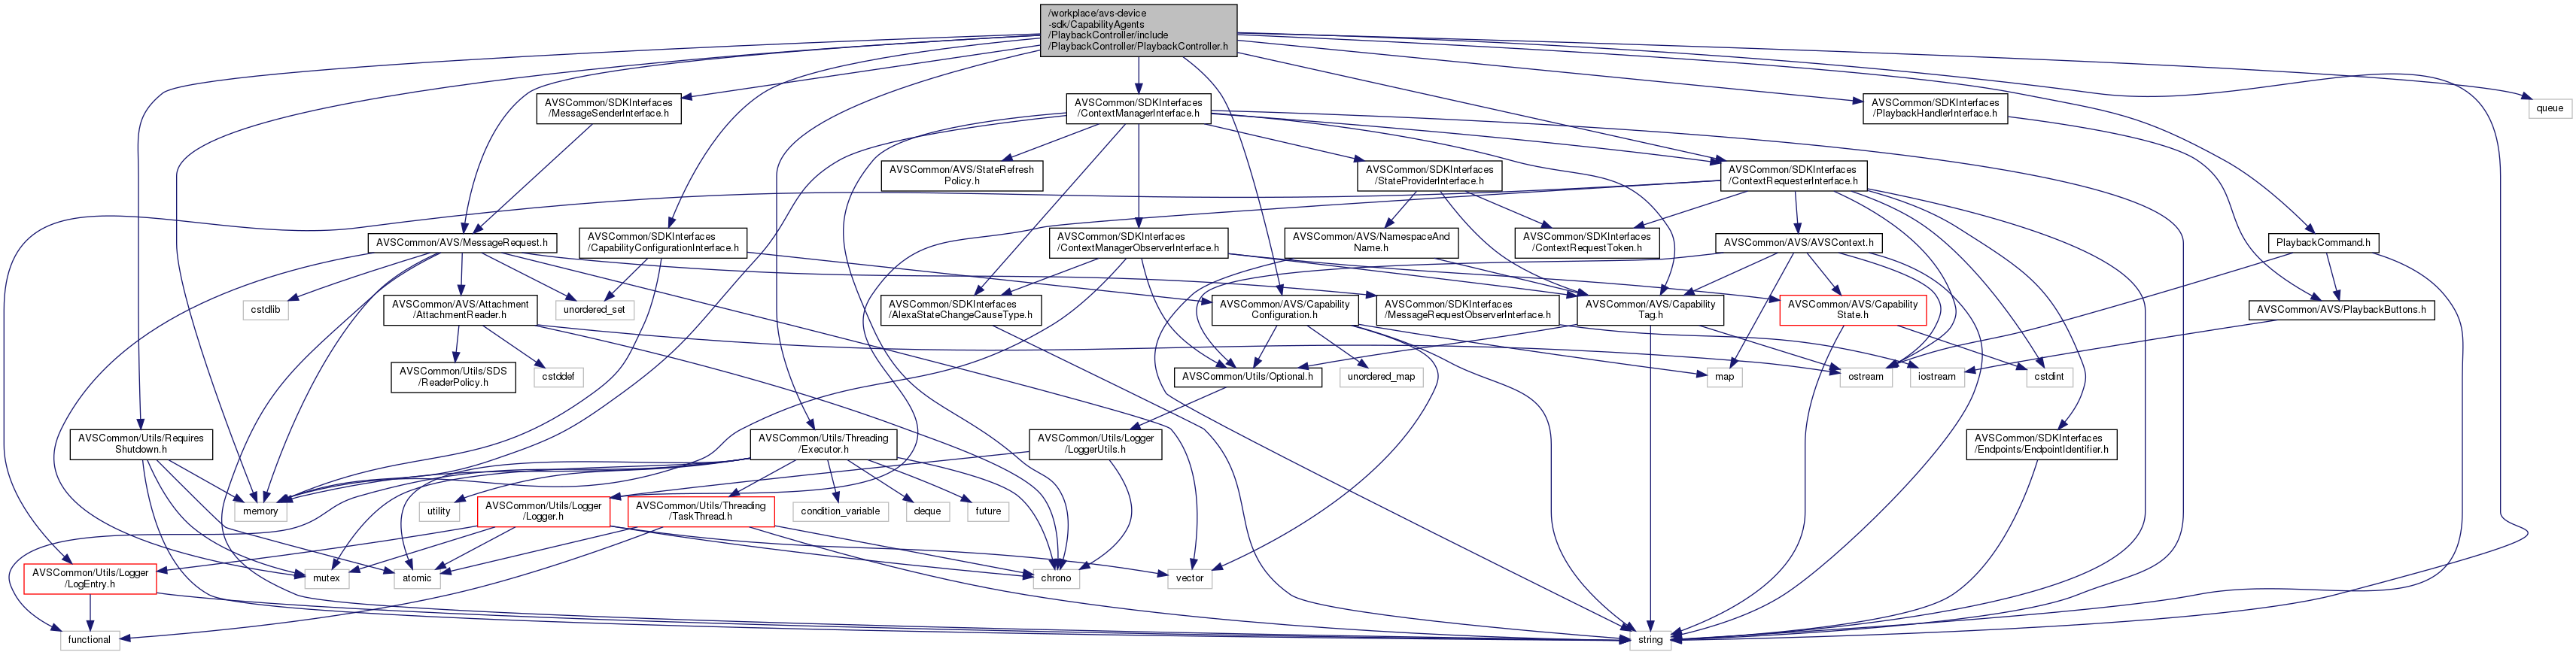 /workplace/avs-device
-sdk/CapabilityAgents
/PlaybackController/include
/PlaybackController/PlaybackController.h
AVSCommon/SDKInterfaces
/MessageSenderInterface.h
AVSCommon/SDKInterfaces
/ContextManagerInterface.h
AVSCommon/SDKInterfaces
/PlaybackHandlerInterface.h
queue
AVSCommon/AVS/StateRefresh
Policy.h
AVSCommon/SDKInterfaces
/StateProviderInterface.h
AVSCommon/SDKInterfaces
/ContextRequesterInterface.h
AVSCommon/AVS/MessageRequest.h
AVSCommon/SDKInterfaces
/CapabilityConfigurationInterface.h
AVSCommon/SDKInterfaces
/ContextManagerObserverInterface.h
AVSCommon/AVS/NamespaceAnd
Name.h
AVSCommon/SDKInterfaces
/ContextRequestToken.h
AVSCommon/AVS/AVSContext.h
PlaybackCommand.h
cstdlib
AVSCommon/AVS/Attachment
/AttachmentReader.h
unordered_set
AVSCommon/SDKInterfaces
/AlexaStateChangeCauseType.h
AVSCommon/AVS/Capability
Configuration.h
AVSCommon/SDKInterfaces
/MessageRequestObserverInterface.h
AVSCommon/AVS/Capability
Tag.h
AVSCommon/AVS/Capability
State.h
AVSCommon/AVS/PlaybackButtons.h
AVSCommon/Utils/SDS
/ReaderPolicy.h
cstddef
AVSCommon/Utils/Optional.h
unordered_map
map
ostream
iostream
cstdint
AVSCommon/Utils/Requires
Shutdown.h
AVSCommon/Utils/Threading
/Executor.h
AVSCommon/Utils/Logger
/LoggerUtils.h
AVSCommon/SDKInterfaces
/Endpoints/EndpointIdentifier.h
memory
utility
AVSCommon/Utils/Logger
/Logger.h
AVSCommon/Utils/Threading
/TaskThread.h
condition_variable
deque
future
AVSCommon/Utils/Logger
/LogEntry.h
mutex
atomic
chrono
vector
functional
string